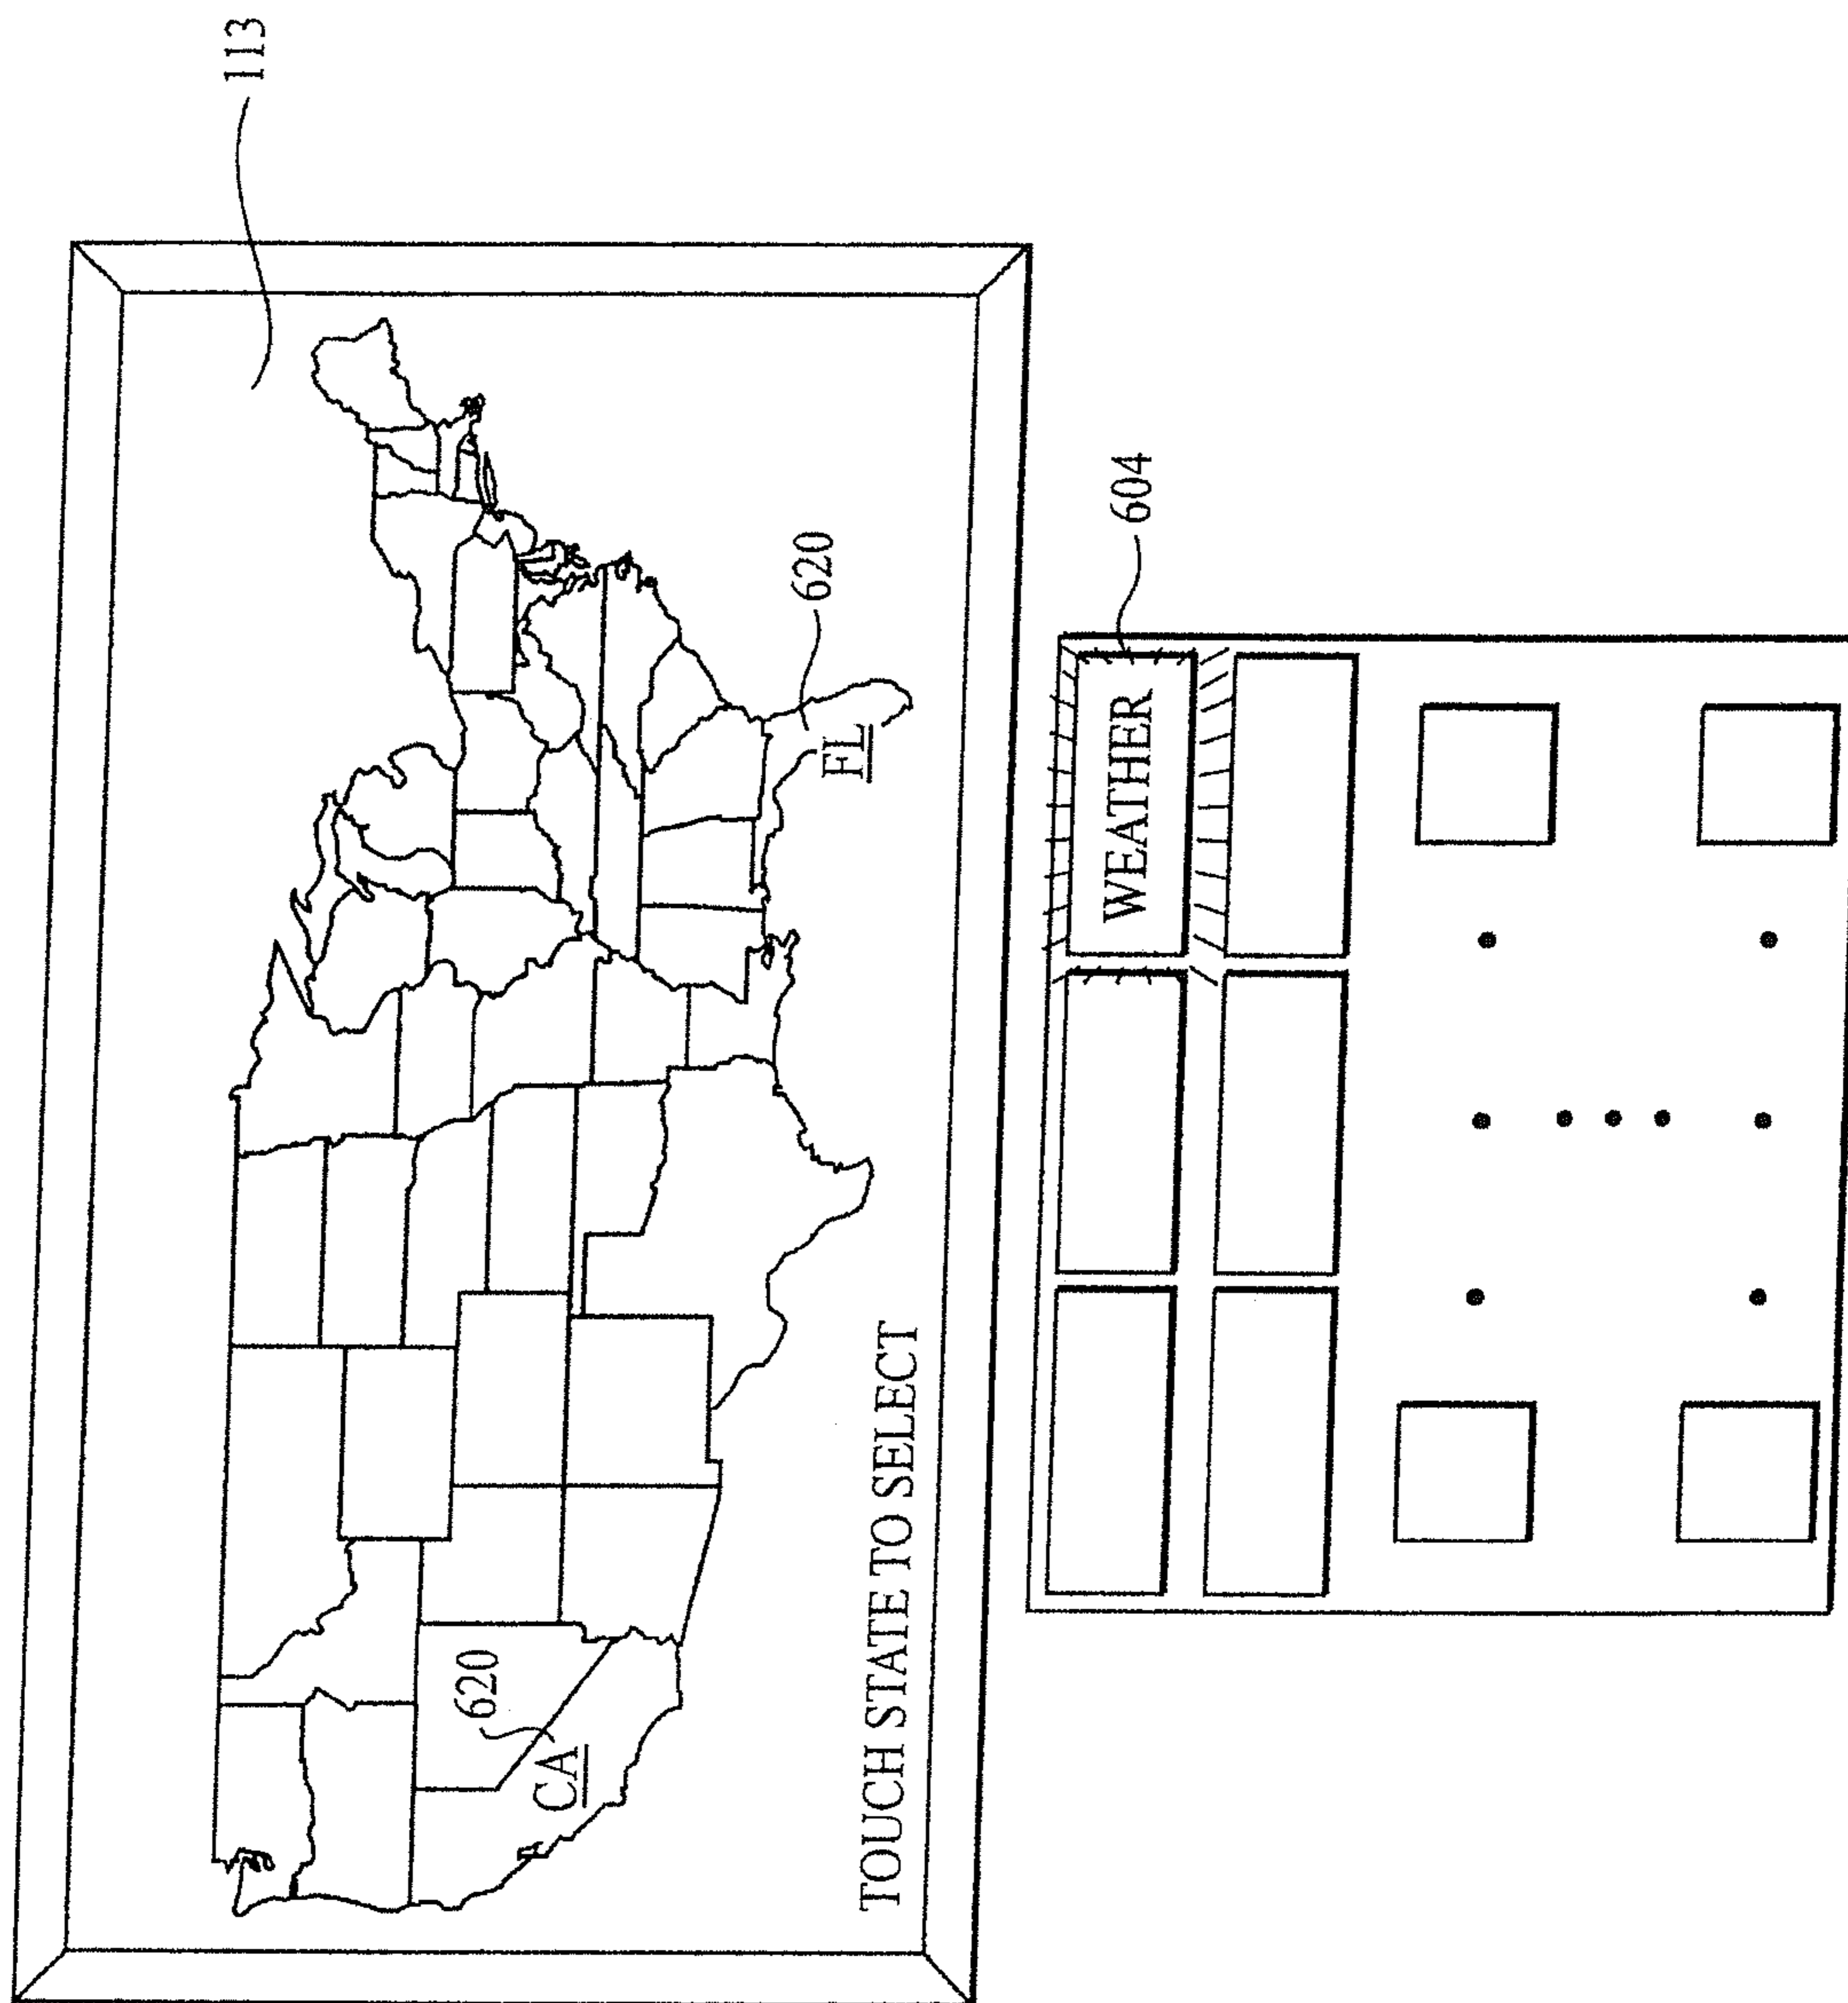 113
620
CA
620
FL
TOUCH STATE TO SELECT
604
WEATHER